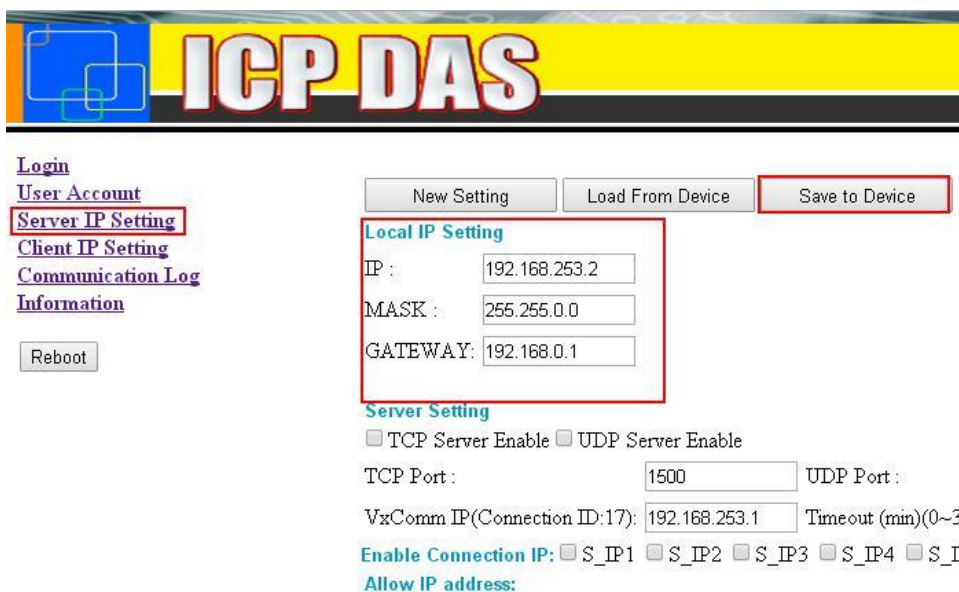 ICP DAS
Login
User Account
Server IP Setting
Client IP Setting
Communication Log
Information
Reboot
New Setting Load From Device Save to Device
Local IP Setting
IP : 192.168.253.2
MASK : 255.255.0.0
GATEWAY: 192.168.0.1
Server Setting
TCP Server Enable UDP Server Enable
TCP Port : 1500 UDP Port :
VxComm IP(Connection ID:17): 192.168.253.1 Timeout (min)(0~3
Enable Connection IP: S_IP1 S_IP2 S_IP3 S_IP4 S_I
Allow IP address: